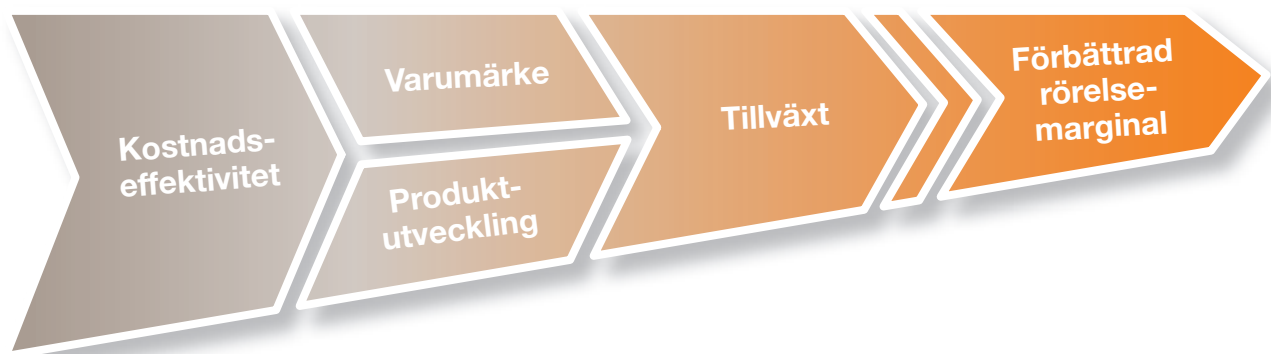 Kostnads-
effektivitet
Varumärke
Produkt-
utveckling
Tillväxt
Förbättrad
rörelse-
marginal